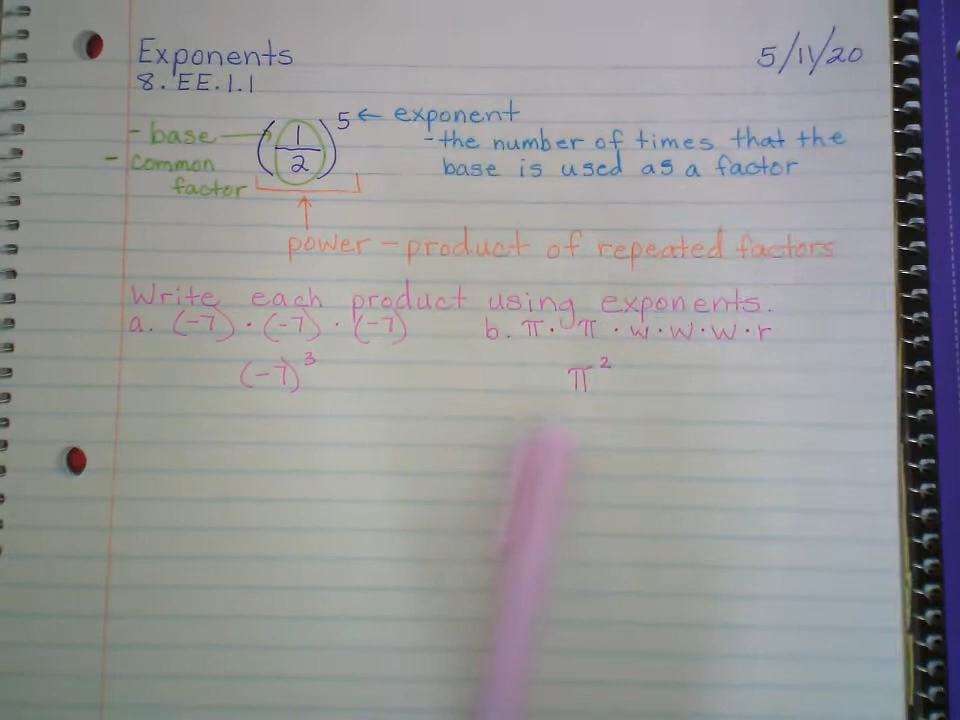 Exponents 5/11/20
8.EE.1.1
(1/2)^5 ← exponent
- base
- the number of times that the
- common
base is used as a factor
factor
power - product of repeated factors
Write each product using exponents.
a. (-7) · (-7) · (-7) b. π · π · w · w · w · r
(-7)³ π²